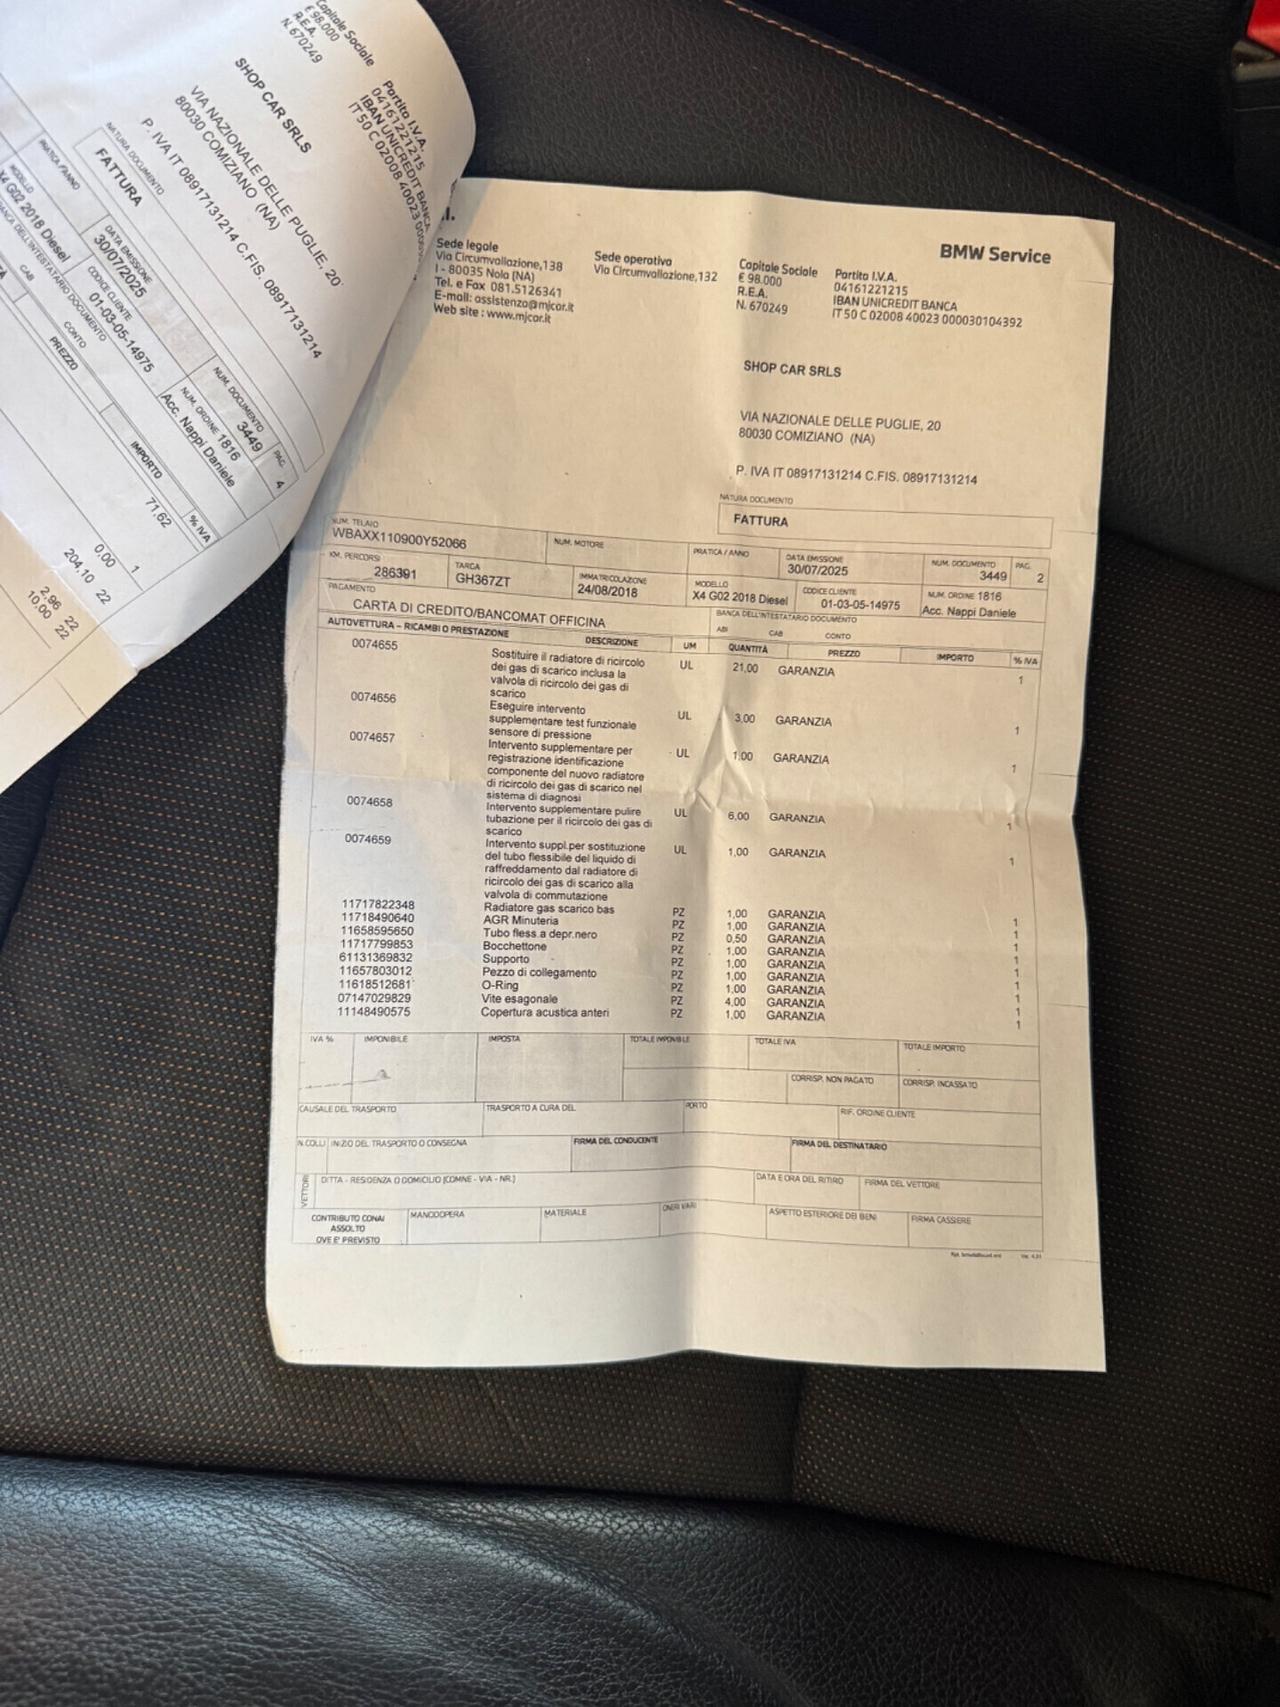 Capitale Sociale
€ 98.000
R.E.A.
N. 670249
Partita I.V.A.
04161221215
IBAN UNICREDIT BANCA
IT 50 C 02008 40023
SHOP CAR SRLS
VIA NAZIONALE DELLE PUGLIE, 20
80030 COMIZIANO (NA)
P. IVA IT 08917131214 C.FIS. 08917131214
NATURA DOCUMENTO
FATTURA
PRATICA / ANNO
DATA EMISSIONE
30/07/2025
NUM. DOCUMENTO
3449
PAG.
4
MODELLO
X4 G02 2018 Diesel
CODICE CLIENTE
01-03-05-14975
NUM. ORDINE 1816
Acc. Nappi Daniele
BANCA DELL'INTESTATARIO DOCUMENTO
CAB
CONTO
PREZZO
IMPORTO
% IVA
71,62
0,00 1
204,10 22
2,96 22
10,00 22
BMW Service
Sede legale
Via Circumvallazione,138
I - 80035 Nola (NA)
Tel. e Fax 081.5126341
E-mail: assistenza@mjcar.it
Web site : www.mjcar.it
Sede operativa
Via Circumvallazione,132
Capitale Sociale
€ 98.000
R.E.A.
N. 670249
Partita I.V.A.
04161221215
IBAN UNICREDIT BANCA
IT 50 C 02008 40023 000030104392
SHOP CAR SRLS
VIA NAZIONALE DELLE PUGLIE, 20
80030 COMIZIANO (NA)
P. IVA IT 08917131214 C.FIS. 08917131214
NATURA DOCUMENTO
FATTURA
NUM. TELAIO
WBAXX110900Y52066
NUM. MOTORE
PRATICA / ANNO
DATA EMISSIONE
30/07/2025
NUM. DOCUMENTO
3449
PAG.
2
KM. PERCORSI
286391
TARGA
GH367ZT
IMMATRICOLAZIONE
24/08/2018
MODELLO
X4 G02 2018 Diesel
CODICE CLIENTE
01-03-05-14975
NUM. ORDINE 1816
Acc. Nappi Daniele
PAGAMENTO
CARTA DI CREDITO/BANCOMAT OFFICINA
BANCA DELL'INTESTATARIO DOCUMENTO
ABI CAB CONTO
AUTOVETTURA – RICAMBI O PRESTAZIONE DESCRIZIONE UM QUANTITÀ PREZZO IMPORTO % IVA
0074655 Sostituire il radiatore di ricircolo UL 21,00 GARANZIA 1
dei gas di scarico inclusa la
valvola di ricircolo dei gas di
scarico
0074656 Eseguire intervento UL 3,00 GARANZIA 1
supplementare test funzionale
sensore di pressione
0074657 Intervento supplementare per UL 1,00 GARANZIA 1
registrazione identificazione
componente del nuovo radiatore
di ricircolo dei gas di scarico nel
sistema di diagnosi
0074658 Intervento supplementare pulire UL 6,00 GARANZIA 1
tubazione per il ricircolo dei gas di
scarico
0074659 Intervento suppl.per sostituzione UL 1,00 GARANZIA 1
del tubo flessibile del liquido di
raffreddamento dal radiatore di
ricircolo dei gas di scarico alla
valvola di commutazione
11717822348 Radiatore gas scarico bas PZ 1,00 GARANZIA 1
11718490640 AGR Minuteria PZ 1,00 GARANZIA 1
11658595650 Tubo fless.a depr.nero PZ 0,50 GARANZIA 1
11717799853 Bocchettone PZ 1,00 GARANZIA 1
61131369832 Supporto PZ 1,00 GARANZIA 1
11657803012 Pezzo di collegamento PZ 1,00 GARANZIA 1
11618512681 O-Ring PZ 1,00 GARANZIA 1
07147029829 Vite esagonale PZ 4,00 GARANZIA 1
11148490575 Copertura acustica anteri PZ 1,00 GARANZIA 1
IVA % IMPONIBILE IMPOSTA TOTALE IMPONIBILE TOTALE IVA TOTALE IMPORTO
CORRISP. NON PAGATO CORRISP. INCASSATO
CAUSALE DEL TRASPORTO TRASPORTO A CURA DEL PORTO RIF. ORDINE CLIENTE
N.COLLI INIZIO DEL TRASPORTO O CONSEGNA FIRMA DEL CONDUCENTE FIRMA DEL DESTINATARIO
VETTORI DITTA - RESIDENZA O DOMICILIO (COMNE - VIA - NR.) DATA E ORA DEL RITIRO FIRMA DEL VETTORE
CONTRIBUTO CONAI
ASSOLTO
OVE E' PREVISTO
MANODOPERA MATERIALE ONERI VARI ASPETTO ESTERIORE DEI BENI FIRMA CASSIERE